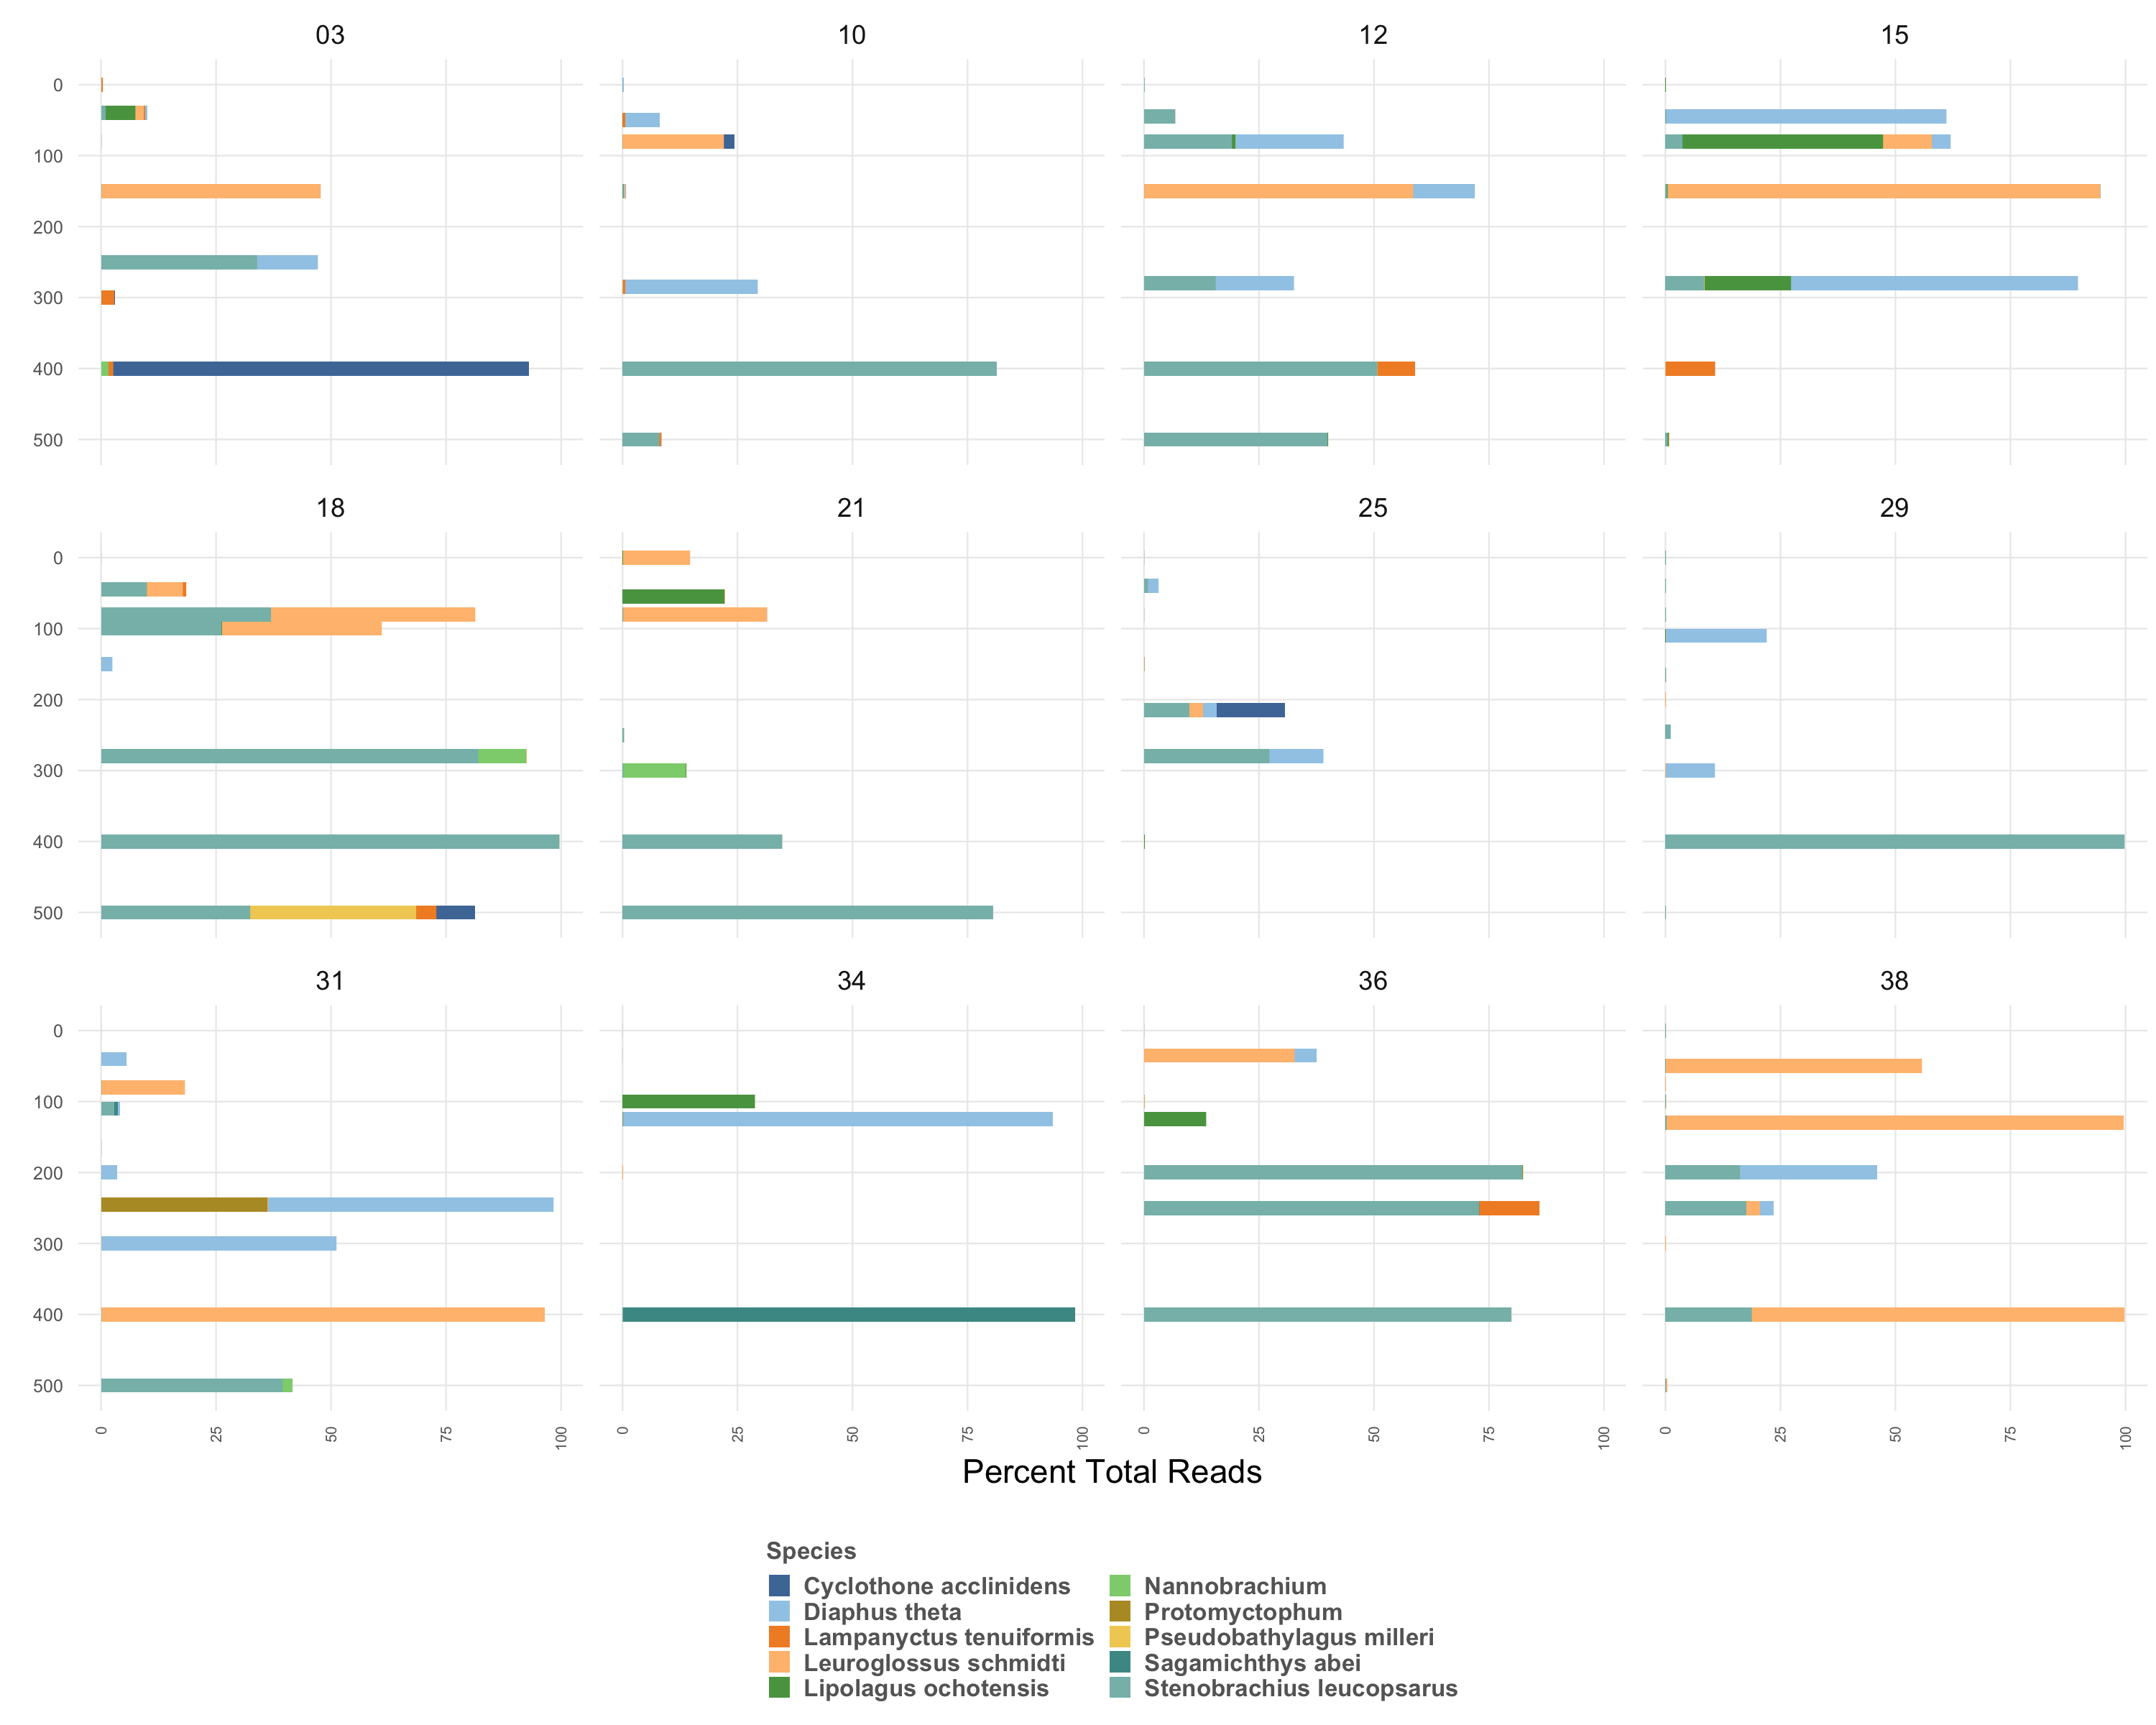 03 10 12 15
0
100
200
300
400
500
18 21 25 29
0
100
200
300
400
500
31 34 36 38
0
100
200
300
400
500
0 25 50 75 100 0 25 50 75 100 0 25 50 75 100 0 25 50 75 100
Percent Total Reads
Species
Cyclothone acclinidens
Diaphus theta
Lampanyctus tenuiformis
Leuroglossus schmidti
Lipolagus ochotensis
Nannobrachium
Protomyctophum
Pseudobathylagus milleri
Sagamichthys abei
Stenobrachius leucopsarus